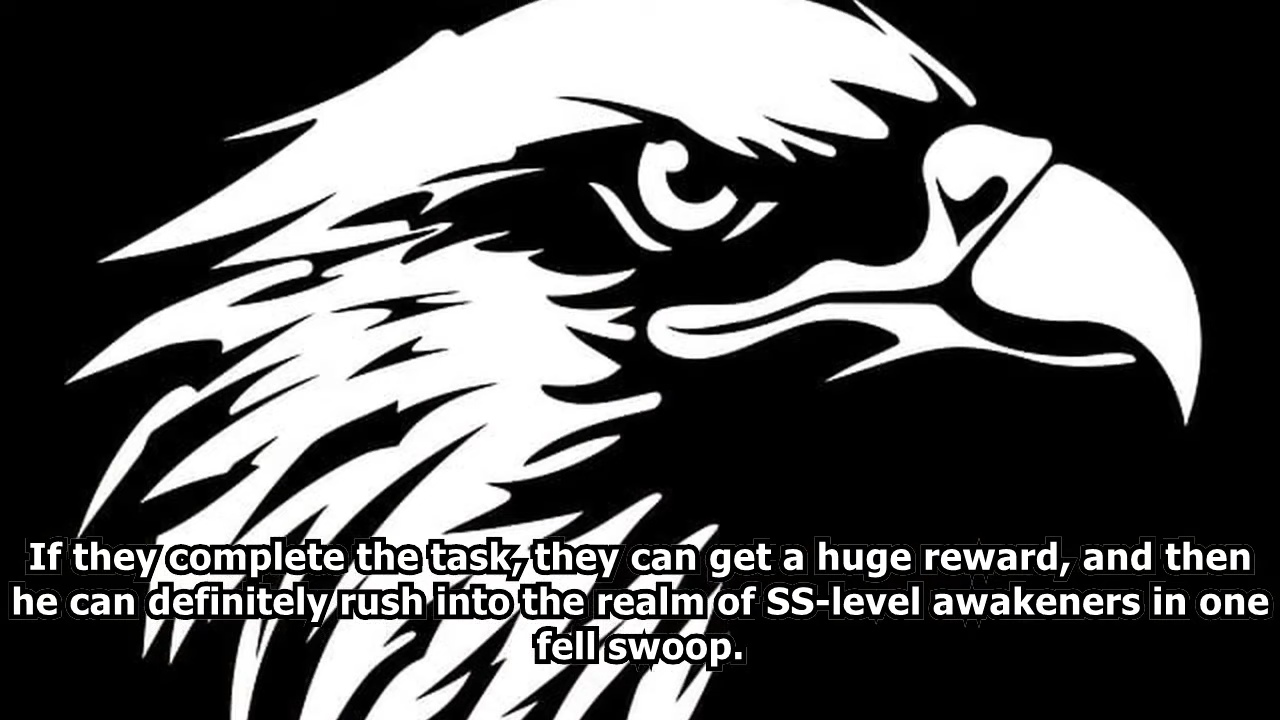 If they complete the task, they can get a huge reward, and then
he can definitely rush into the realm of SS-level awakeners in one
fell swoop.